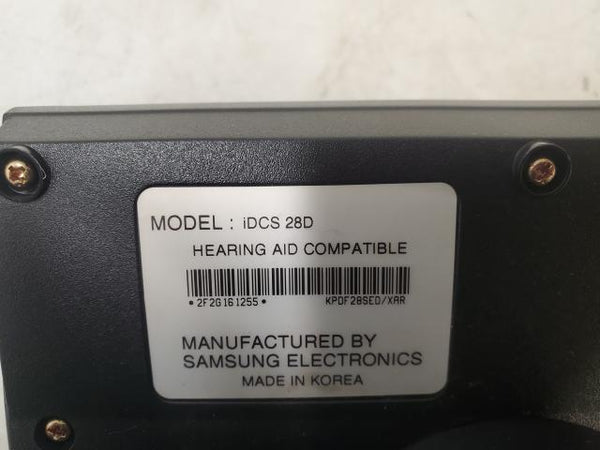 MODEL : iDCS 28D
HEARING AID COMPATIBLE
*2F2G161255* KPDF28SED/XAR
MANUFACTURED BY
SAMSUNG ELECTRONICS
MADE IN KOREA